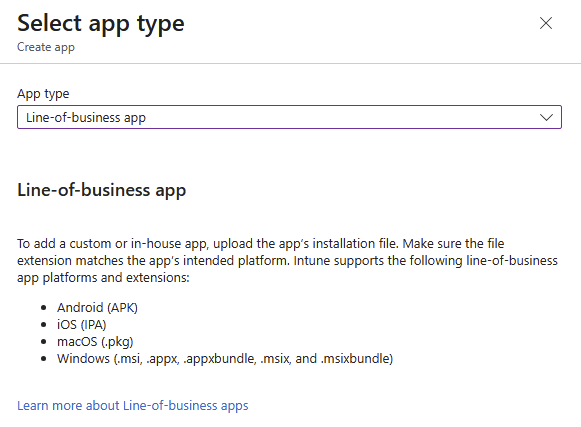 Select app type
Create app
App type
Line-of-business app
Line-of-business app
To add a custom or in-house app, upload the app's installation file. Make sure the file
extension matches the app's intended platform. Intune supports the following line-of-business
app platforms and extensions:
• Android (APK)
• iOS (IPA)
• macOS (.pkg)
• Windows (.msi, .appx, .appxbundle, .msix, and .msixbundle)
Learn more about Line-of-business apps